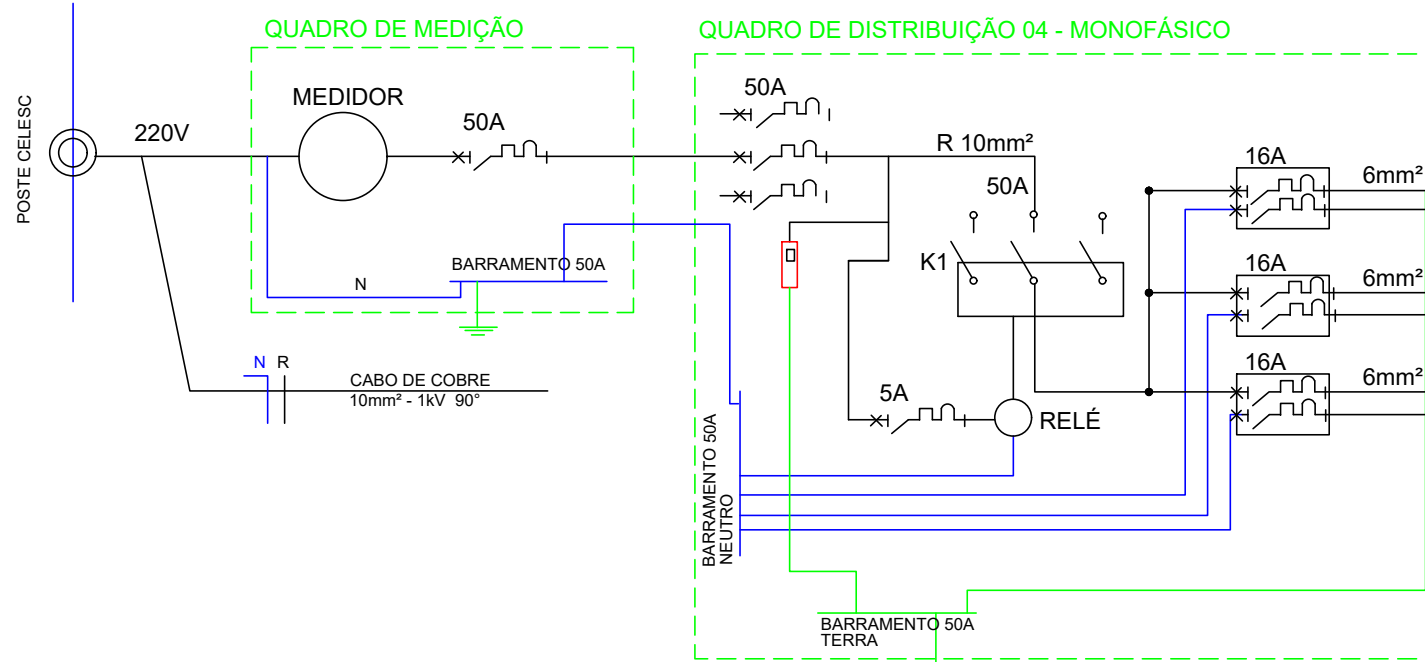 QUADRO DE MEDIÇÃO
QUADRO DE DISTRIBUIÇÃO 04 - MONOFÁSICO
POSTE CELESC
220V
MEDIDOR
50A
50A
R 10mm²
50A
K1
16A
6mm²
16A
6mm²
16A
6mm²
BARRAMENTO 50A
N
N R
CABO DE COBRE
10mm² - 1kV 90°
5A
RELÉ
BARRAMENTO 50A
NEUTRO
BARRAMENTO 50A
TERRA